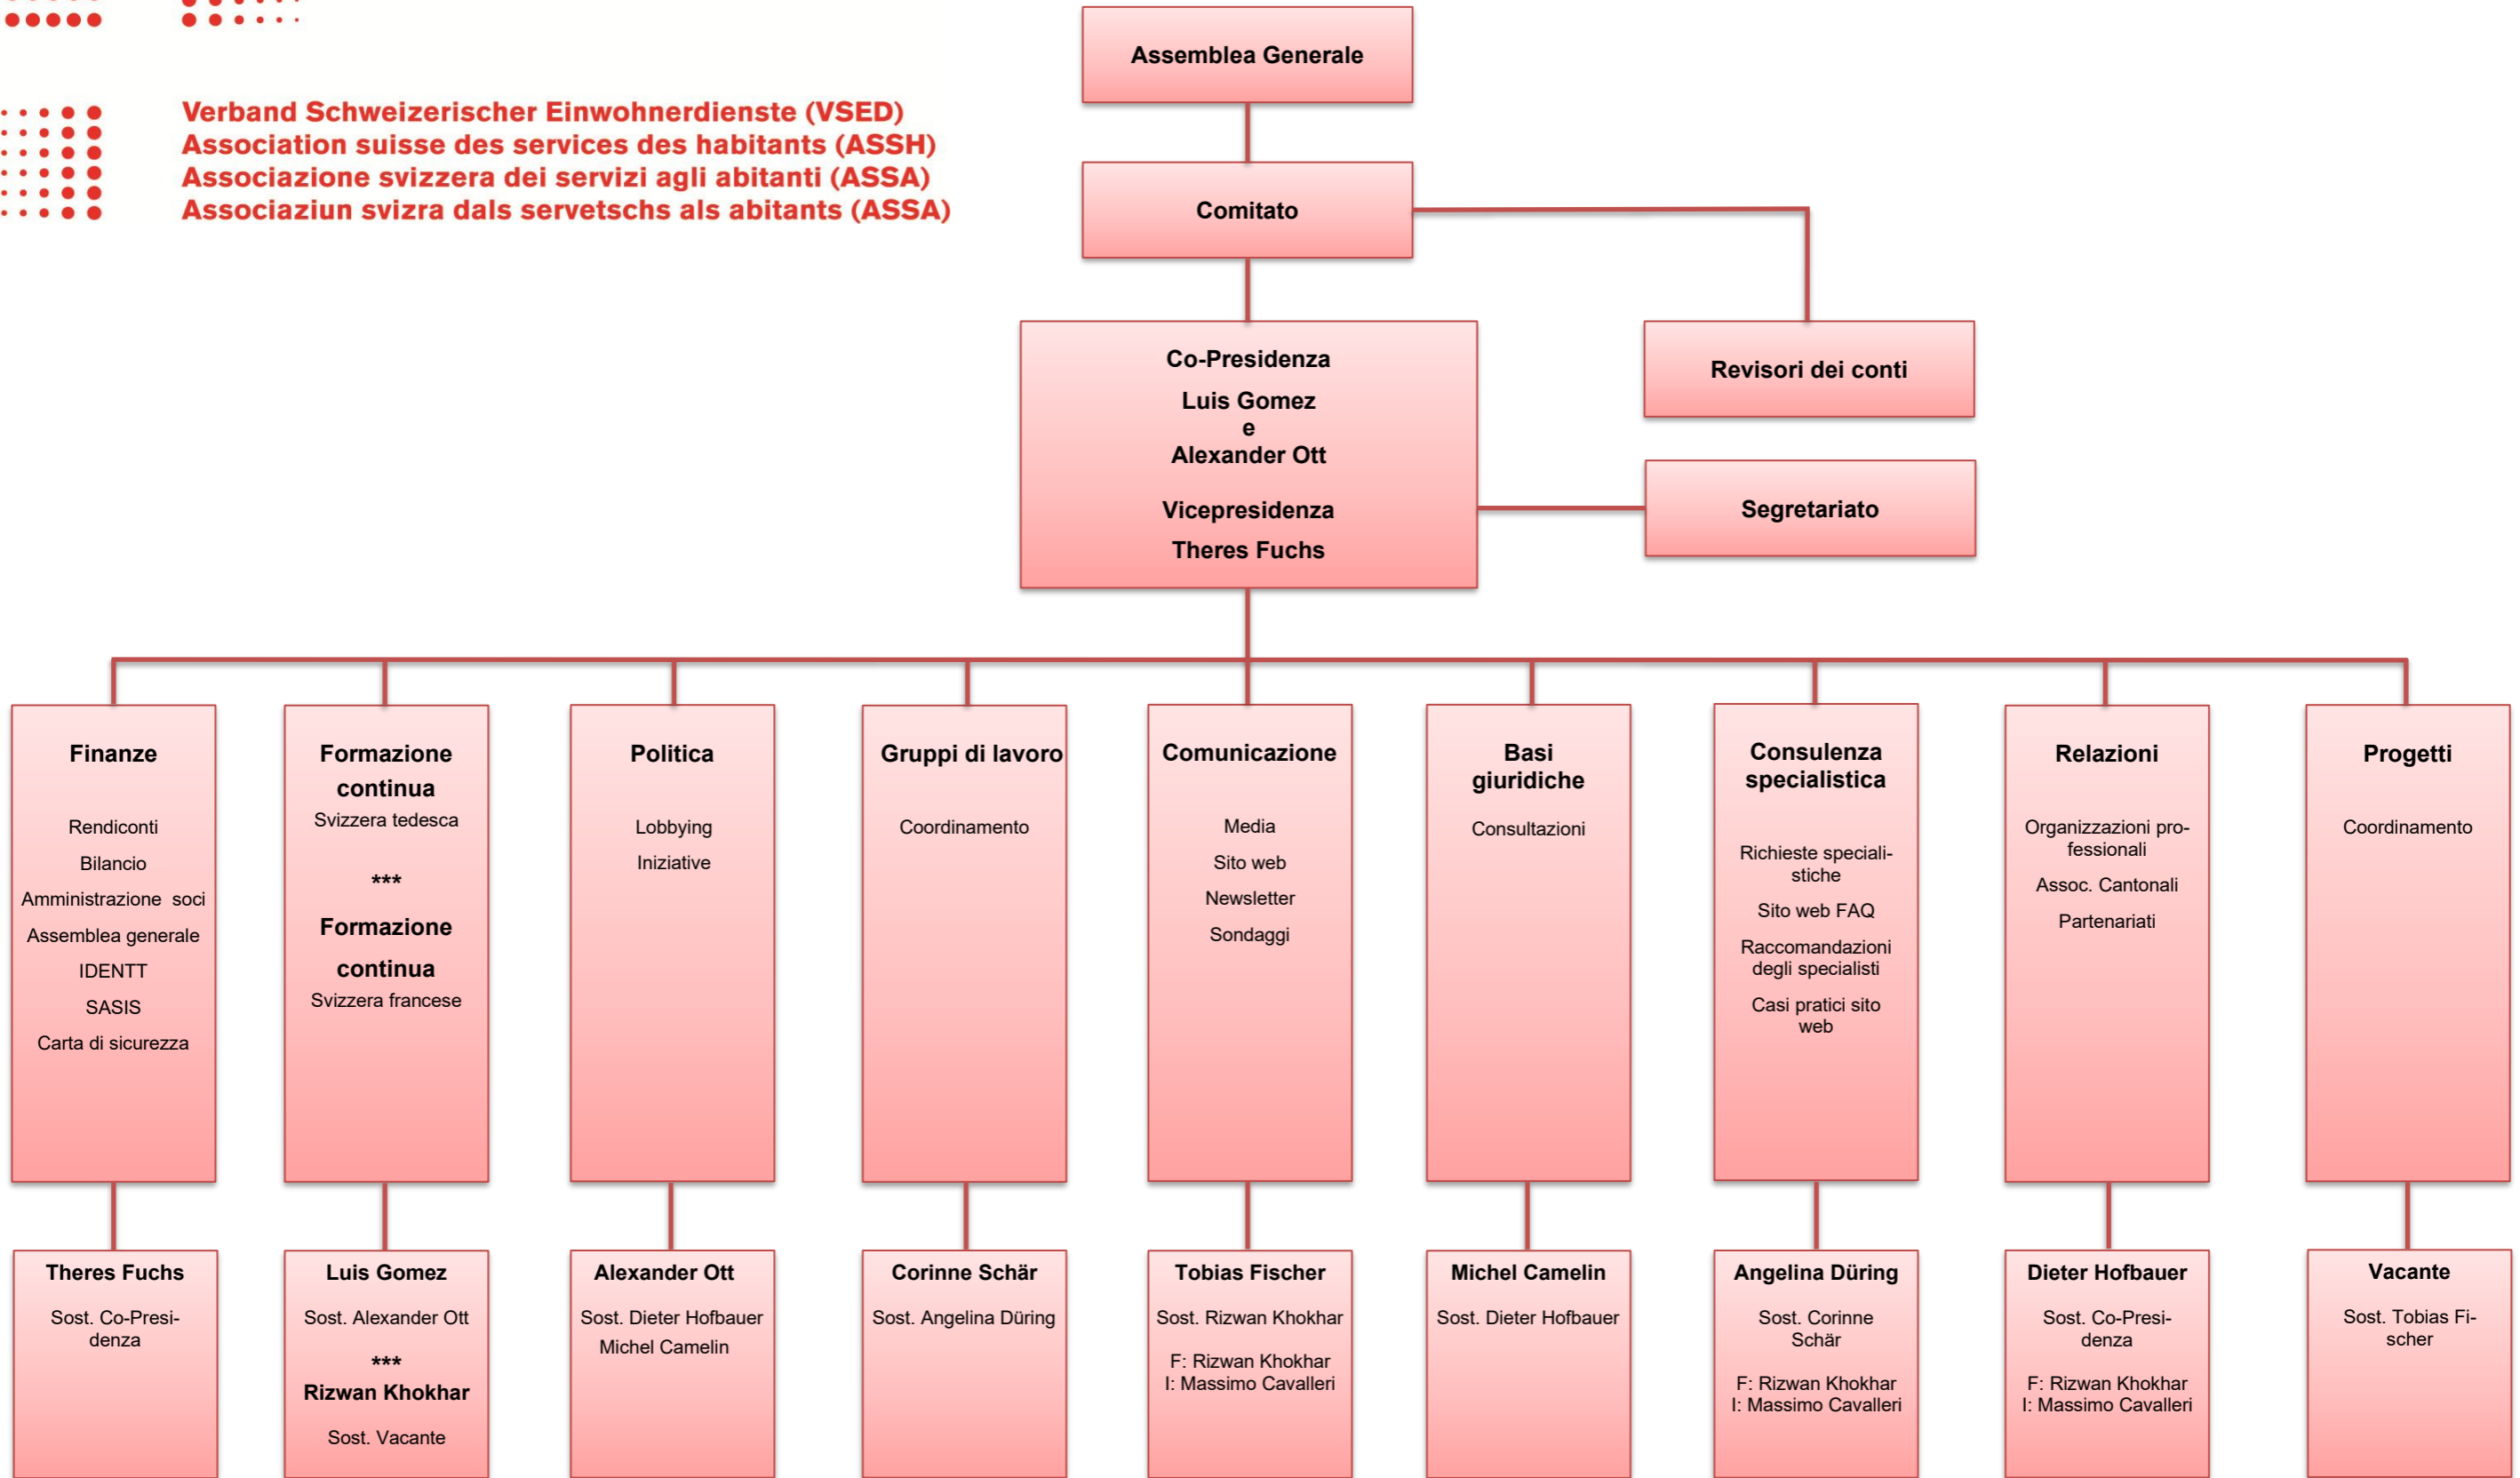 Verband Schweizerischer Einwohnerdienste (VSED)
Association suisse des services des habitants (ASSH)
Associazione svizzera dei servizi agli abitanti (ASSA)
Associaziun svizra dals servetschs als abitants (ASSA)
Assemblea Generale
Comitato
Co-Presidenza
Luis Gomez
e
Alexander Ott
Vicepresidenza
Theres Fuchs
Revisori dei conti
Segretariato
Finanze
Rendiconti
Bilancio
Amministrazione soci
Assemblea generale
IDENTT
SASIS
Carta di sicurezza
Formazione
continua
Svizzera tedesca
***
Formazione
continua
Svizzera francese
Politica
Lobbying
Iniziative
Gruppi di lavoro
Coordinamento
Comunicazione
Media
Sito web
Newsletter
Sondaggi
Basi
giuridiche
Consultazioni
Consulenza
specialistica
Richieste speciali-
stiche
Sito web FAQ
Raccomandazioni
degli specialisti
Casi pratici sito
web
Relazioni
Organizzazioni pro-
fessionali
Assoc. Cantonali
Partenariati
Progetti
Coordinamento
Theres Fuchs
Sost. Co-Presi-
denza
Luis Gomez
Sost. Alexander Ott
***
Rizwan Khokhar
Sost. Vacante
Alexander Ott
Sost. Dieter Hofbauer
Michel Camelin
Corinne Schär
Sost. Angelina Düring
Tobias Fischer
Sost. Rizwan Khokhar
F: Rizwan Khokhar
I: Massimo Cavalleri
Michel Camelin
Sost. Dieter Hofbauer
Angelina Düring
Sost. Corinne
Schär
F: Rizwan Khokhar
I: Massimo Cavalleri
Dieter Hofbauer
Sost. Co-Presi-
denza
F: Rizwan Khokhar
I: Massimo Cavalleri
Vacante
Sost. Tobias Fi-
scher